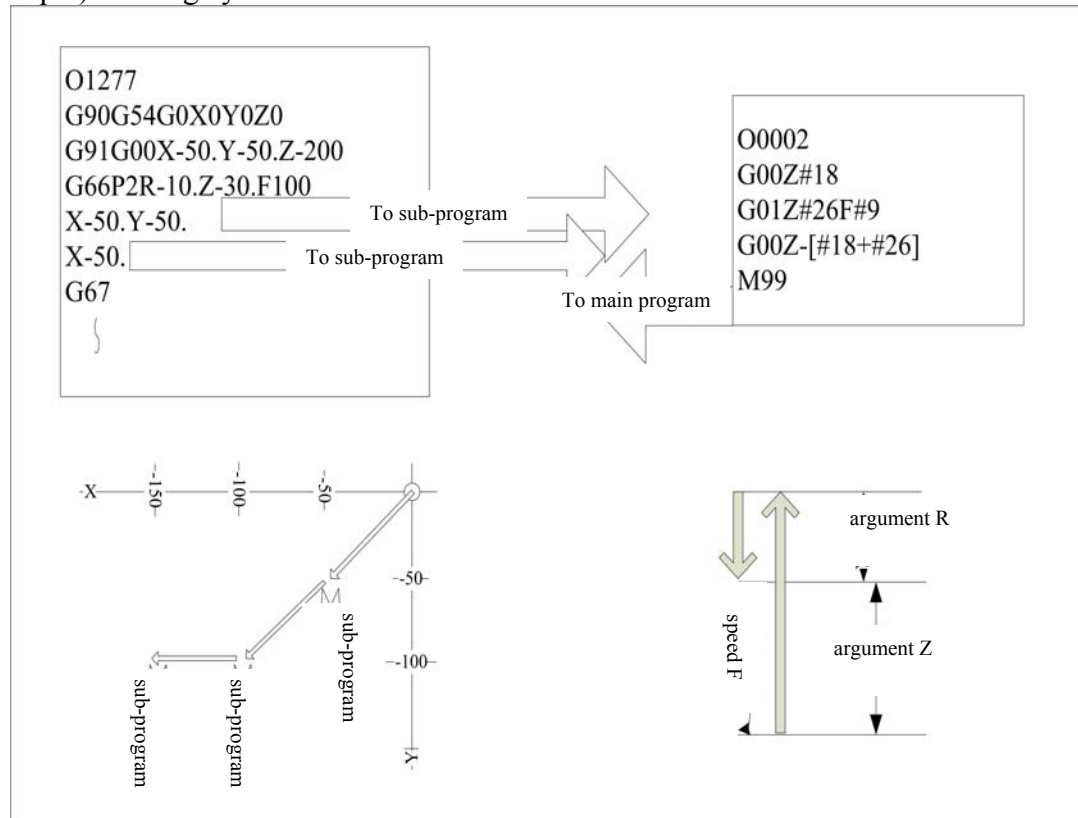 O1277
G90G54G0X0Y0Z0
G91G00X-50.Y-50.Z-200
G66P2R-10.Z-30.F100
X-50.Y-50.
X-50.
G67
To sub-program
To sub-program
To main program
O0002
G00Z#18
G01Z#26F#9
G00Z-[#18+#26]
M99
-X
-150
-100
-50
-50
-100
Y
M
sub-program
sub-program
sub-program
argument R
argument Z
speed F